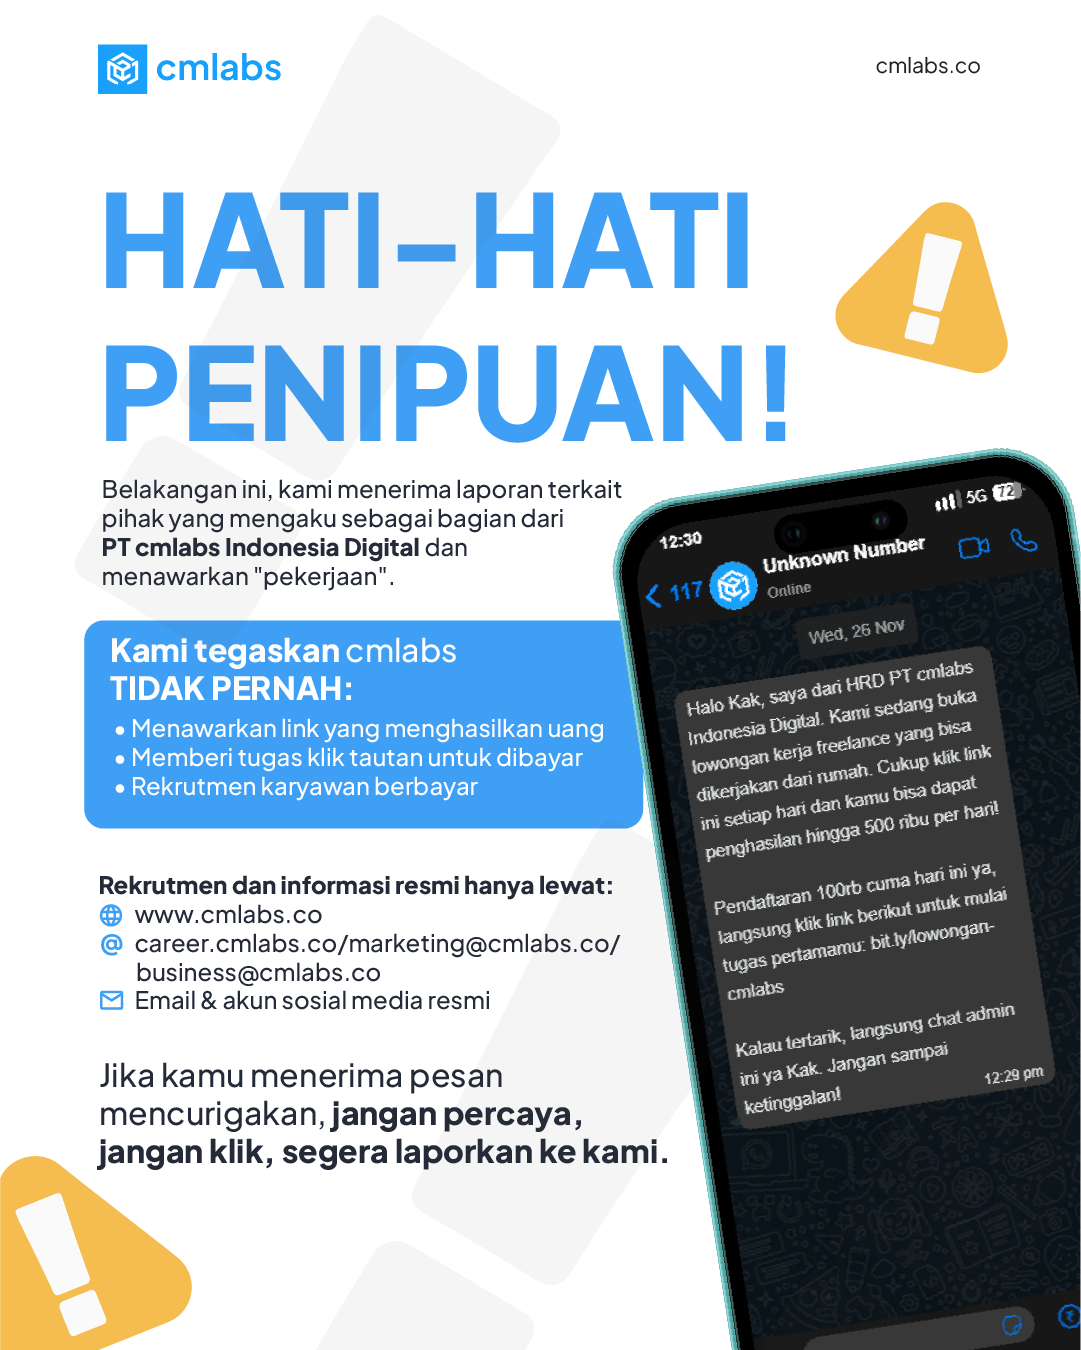 cmlabs
cmlabs.co
HATI-HATI
PENIPUAN!
Belakangan ini, kami menerima laporan terkait
pihak yang mengaku sebagai bagian dari
PT cmlabs Indonesia Digital dan
menawarkan "pekerjaan".
Kami tegaskan cmlabs
TIDAK PERNAH:
• Menawarkan link yang menghasilkan uang
• Memberi tugas klik tautan untuk dibayar
• Rekrutmen karyawan berbayar
Rekrutmen dan informasi resmi hanya lewat:
www.cmlabs.co
career.cmlabs.co/marketing@cmlabs.co/
business@cmlabs.co
Email & akun sosial media resmi
Jika kamu menerima pesan
mencurigakan, jangan percaya,
jangan klik, segera laporkan ke kami.
12:30
5G 72
117
Unknown Number
Online
Wed, 26 Nov
Halo Kak, saya dari HRD PT cmlabs
Indonesia Digital. Kami sedang buka
lowongan kerja freelance yang bisa
dikerjakan dari rumah. Cukup klik link
ini setiap hari dan kamu bisa dapat
penghasilan hingga 500 ribu per hari!
Pendaftaran 100rb cuma hari ini ya,
langsung klik link berikut untuk mulai
tugas pertamamu: bit.ly/lowongan-
cmlabs
Kalau tertarik, langsung chat admin
ini ya Kak. Jangan sampai
ketinggalan!
12:29 pm